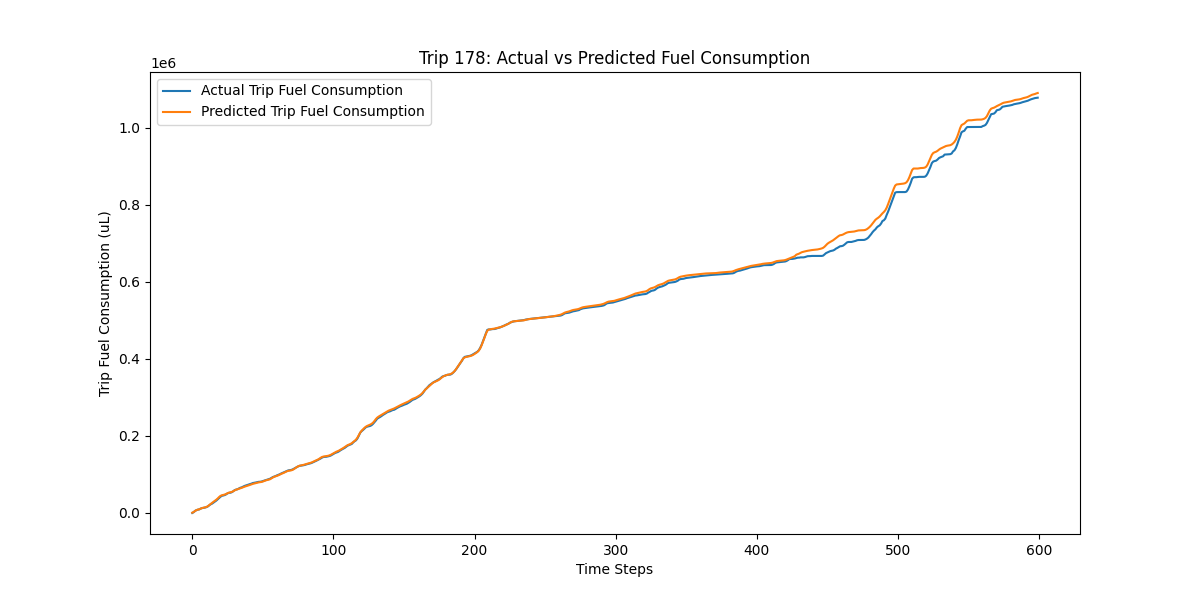 Trip 178: Actual vs Predicted Fuel Consumption
1e6
Actual Trip Fuel Consumption
Predicted Trip Fuel Consumption
Trip Fuel Consumption (uL)
1.0
0.8
0.6
0.4
0.2
0.0
0 100 200 300 400 500 600
Time Steps